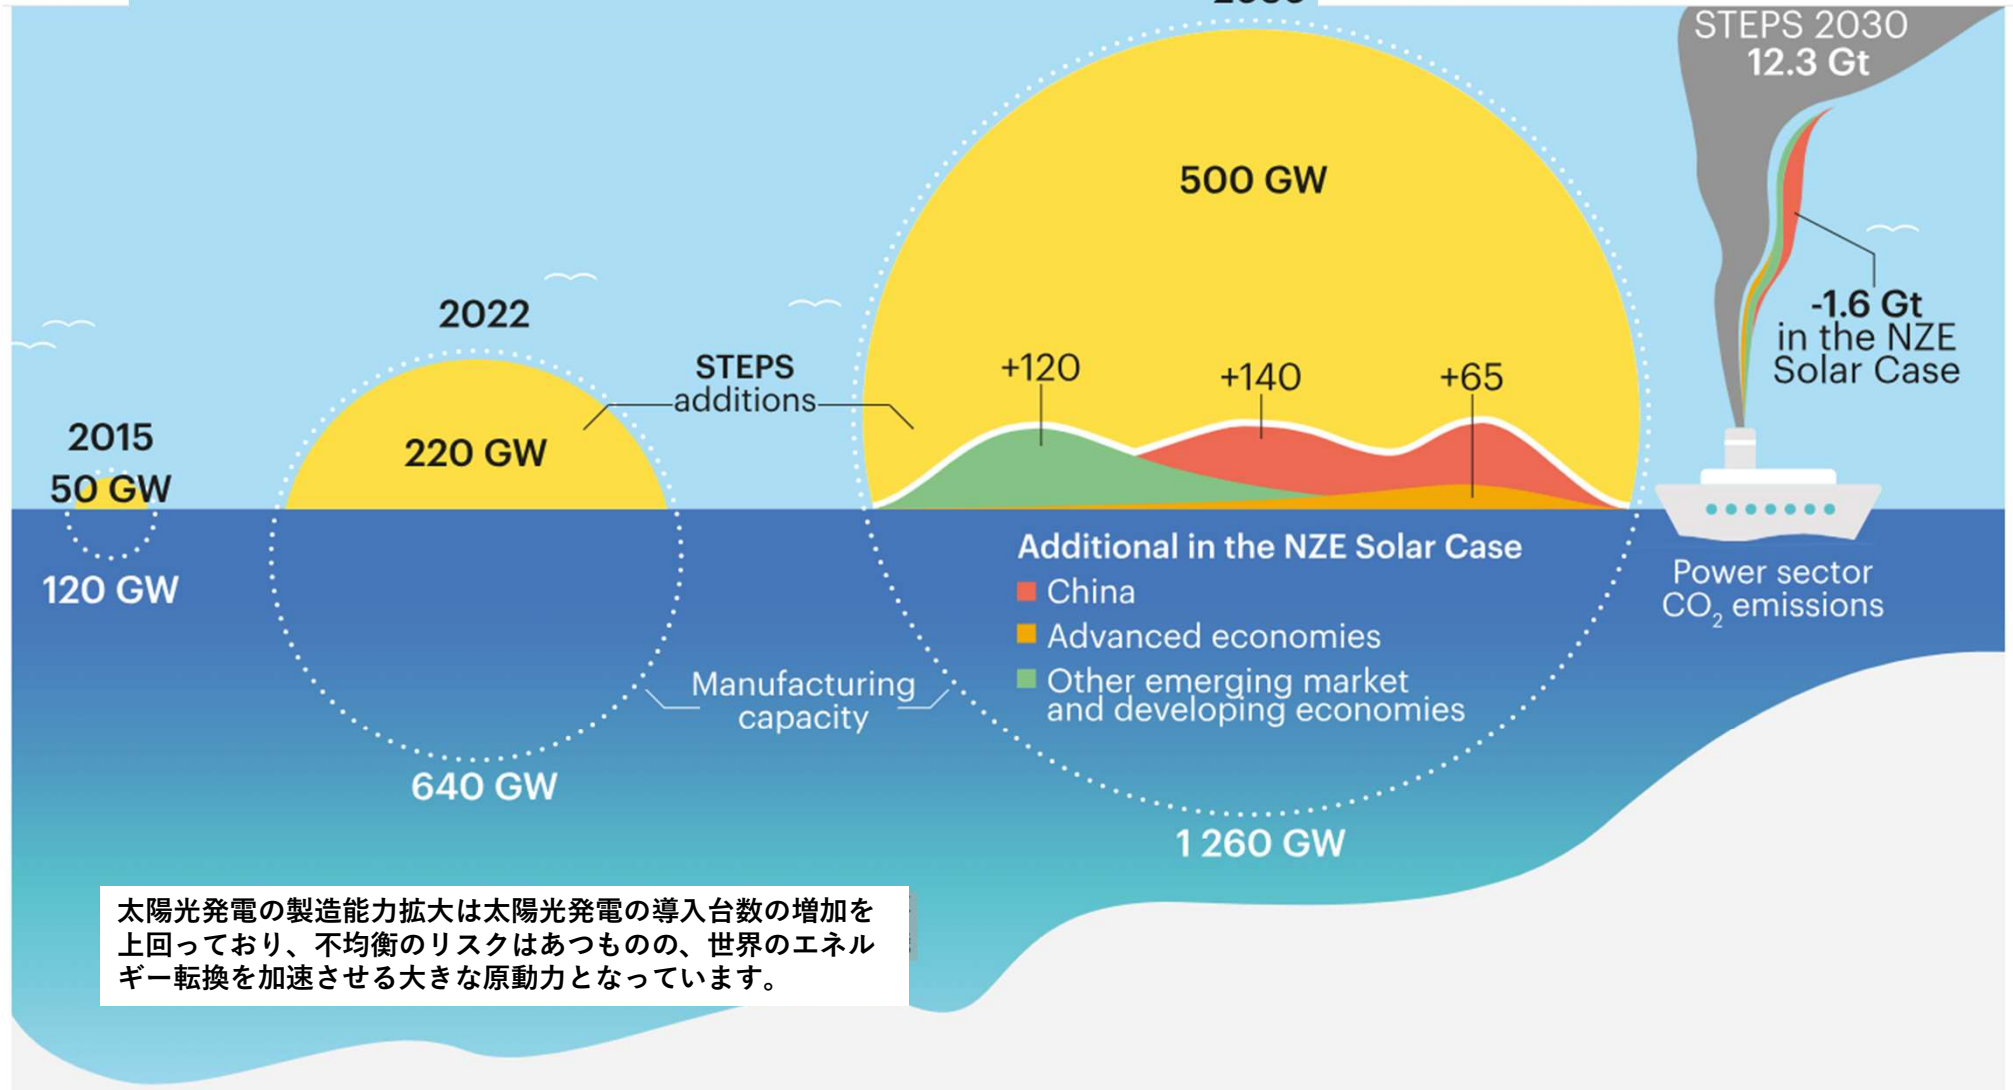 STEPS 2030
12.3 Gt
500 GW
2022
-1.6 Gt
in the NZE
Solar Case
STEPS
additions
+120
+140
+65
2015
50 GW
220 GW
120 GW
Additional in the NZE Solar Case
China
Advanced economies
Other emerging market
and developing economies
Power sector
CO₂ emissions
Manufacturing
capacity
640 GW
1 260 GW
太陽光発電の製造能力拡大は太陽光発電の導入台数の増加を
上回っており、不均衡のリスクはあつものの、世界のエネル
ギー転換を加速させる大きな原動力となっています。